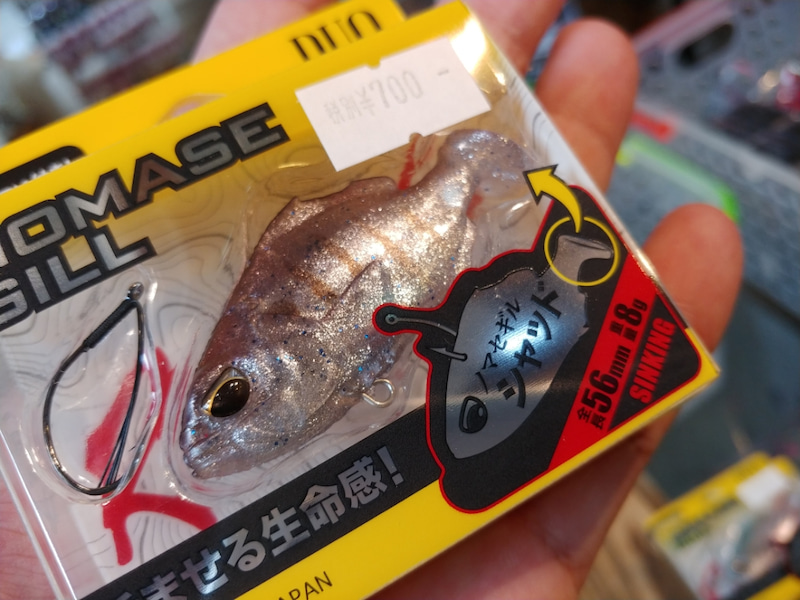 DUO
税別¥700-
NOMASE
GILL
ノマセギル
シャッド
全長56mm 重量8g
SINKING
ませる生命感!
JAPAN